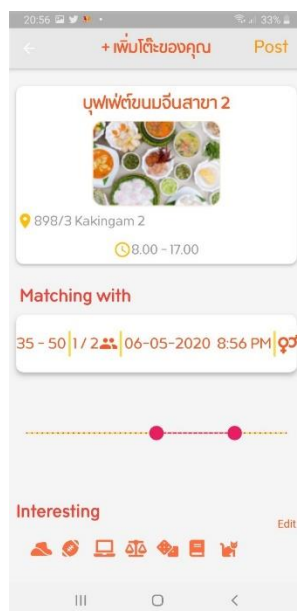 20:56 33%
+ เพิ่มโต๊ะของคุณ Post
บุฟเฟ่ต์ขนมจีนสาขา 2
898/3 Kakingam 2
8.00 - 17.00
Matching with
35 - 50 1 / 2 06-05-2020 8:56 PM
Interesting
Edit